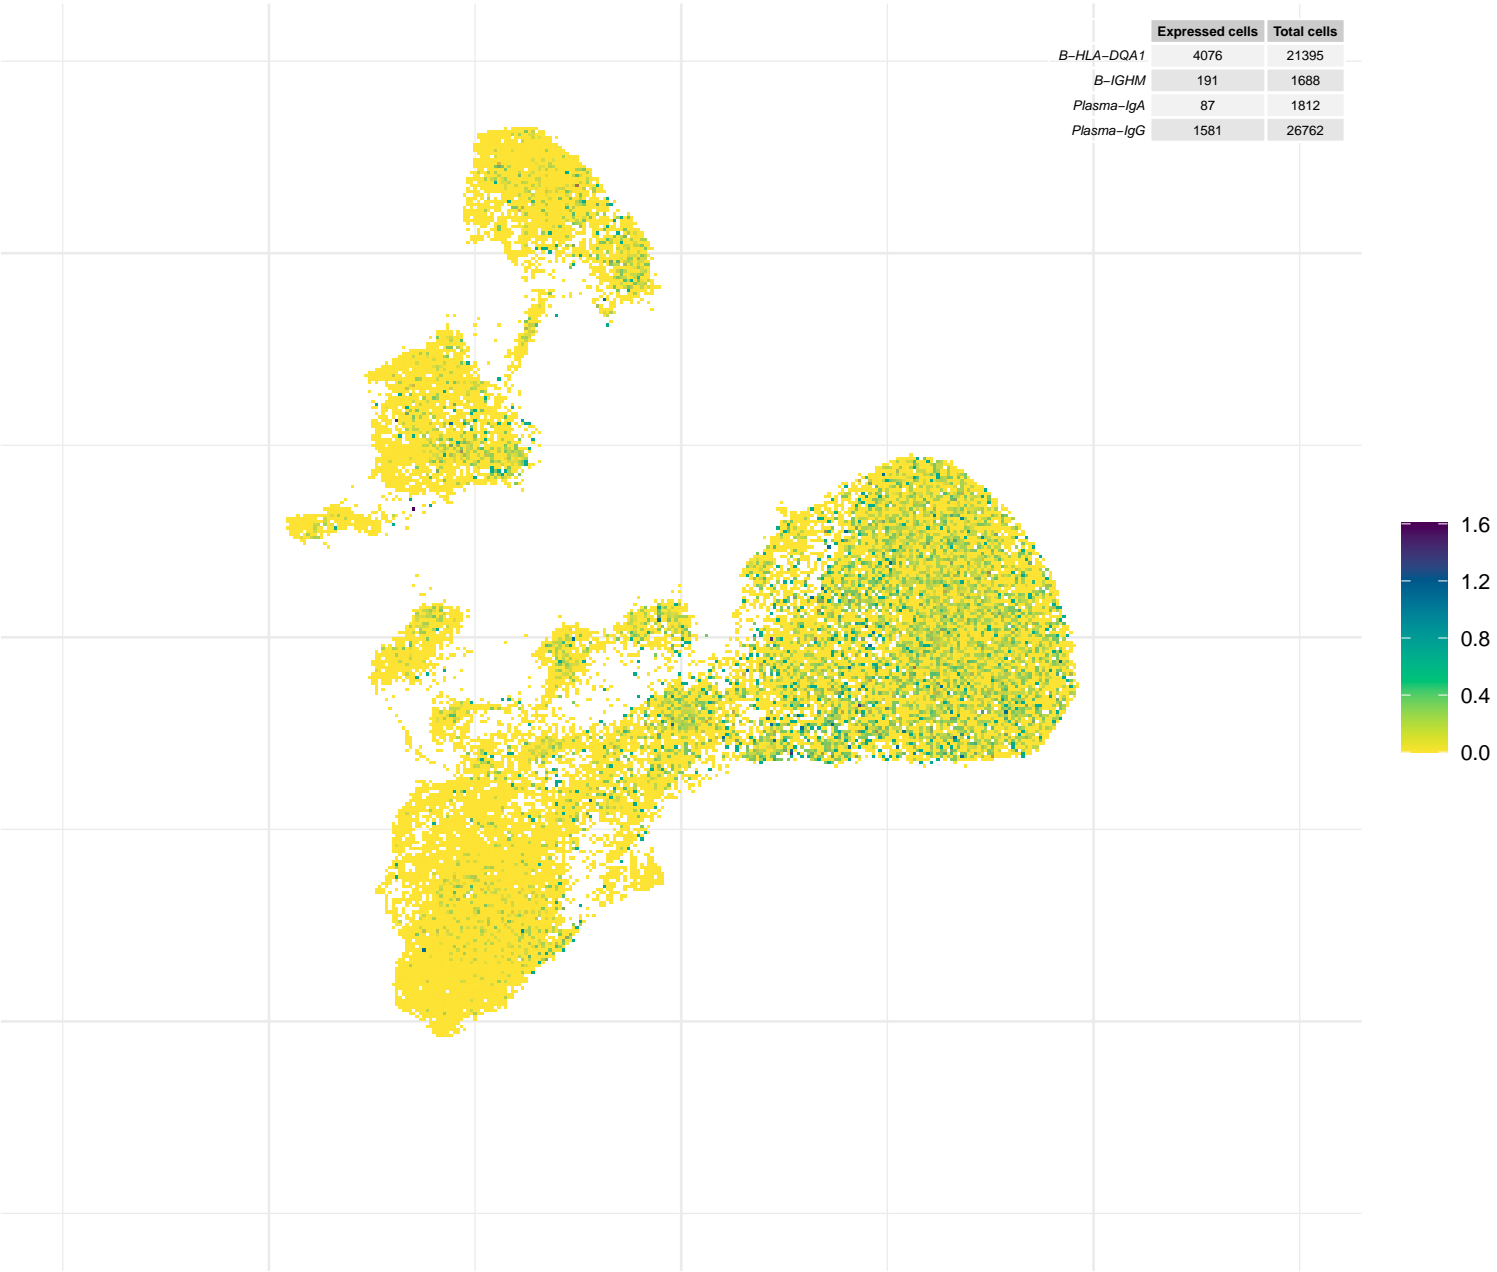 Expressed cells Total cells
B−HLA−DQA1 4076 21395
B−IGHM 191 1688
Plasma−IgA 87 1812
Plasma−IgG 1581 26762
1.6
1.2
0.8
0.4
0.0